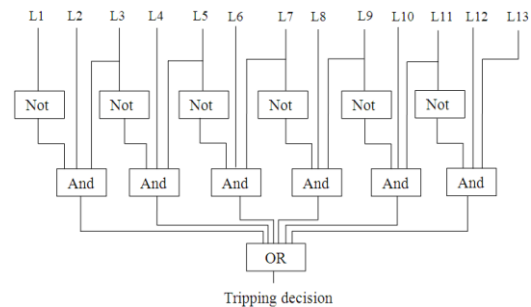 L1 L2 L3 L4 L5 L6 L7 L8 L9 L10 L11 L12 L13
Not Not Not Not Not Not
And And And And And And
OR
Tripping decision